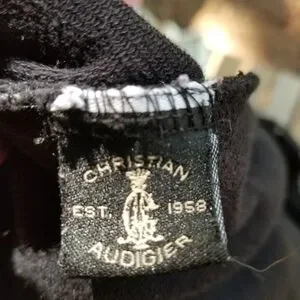 CHRISTIAN
EST. 1958
AUDIGIER